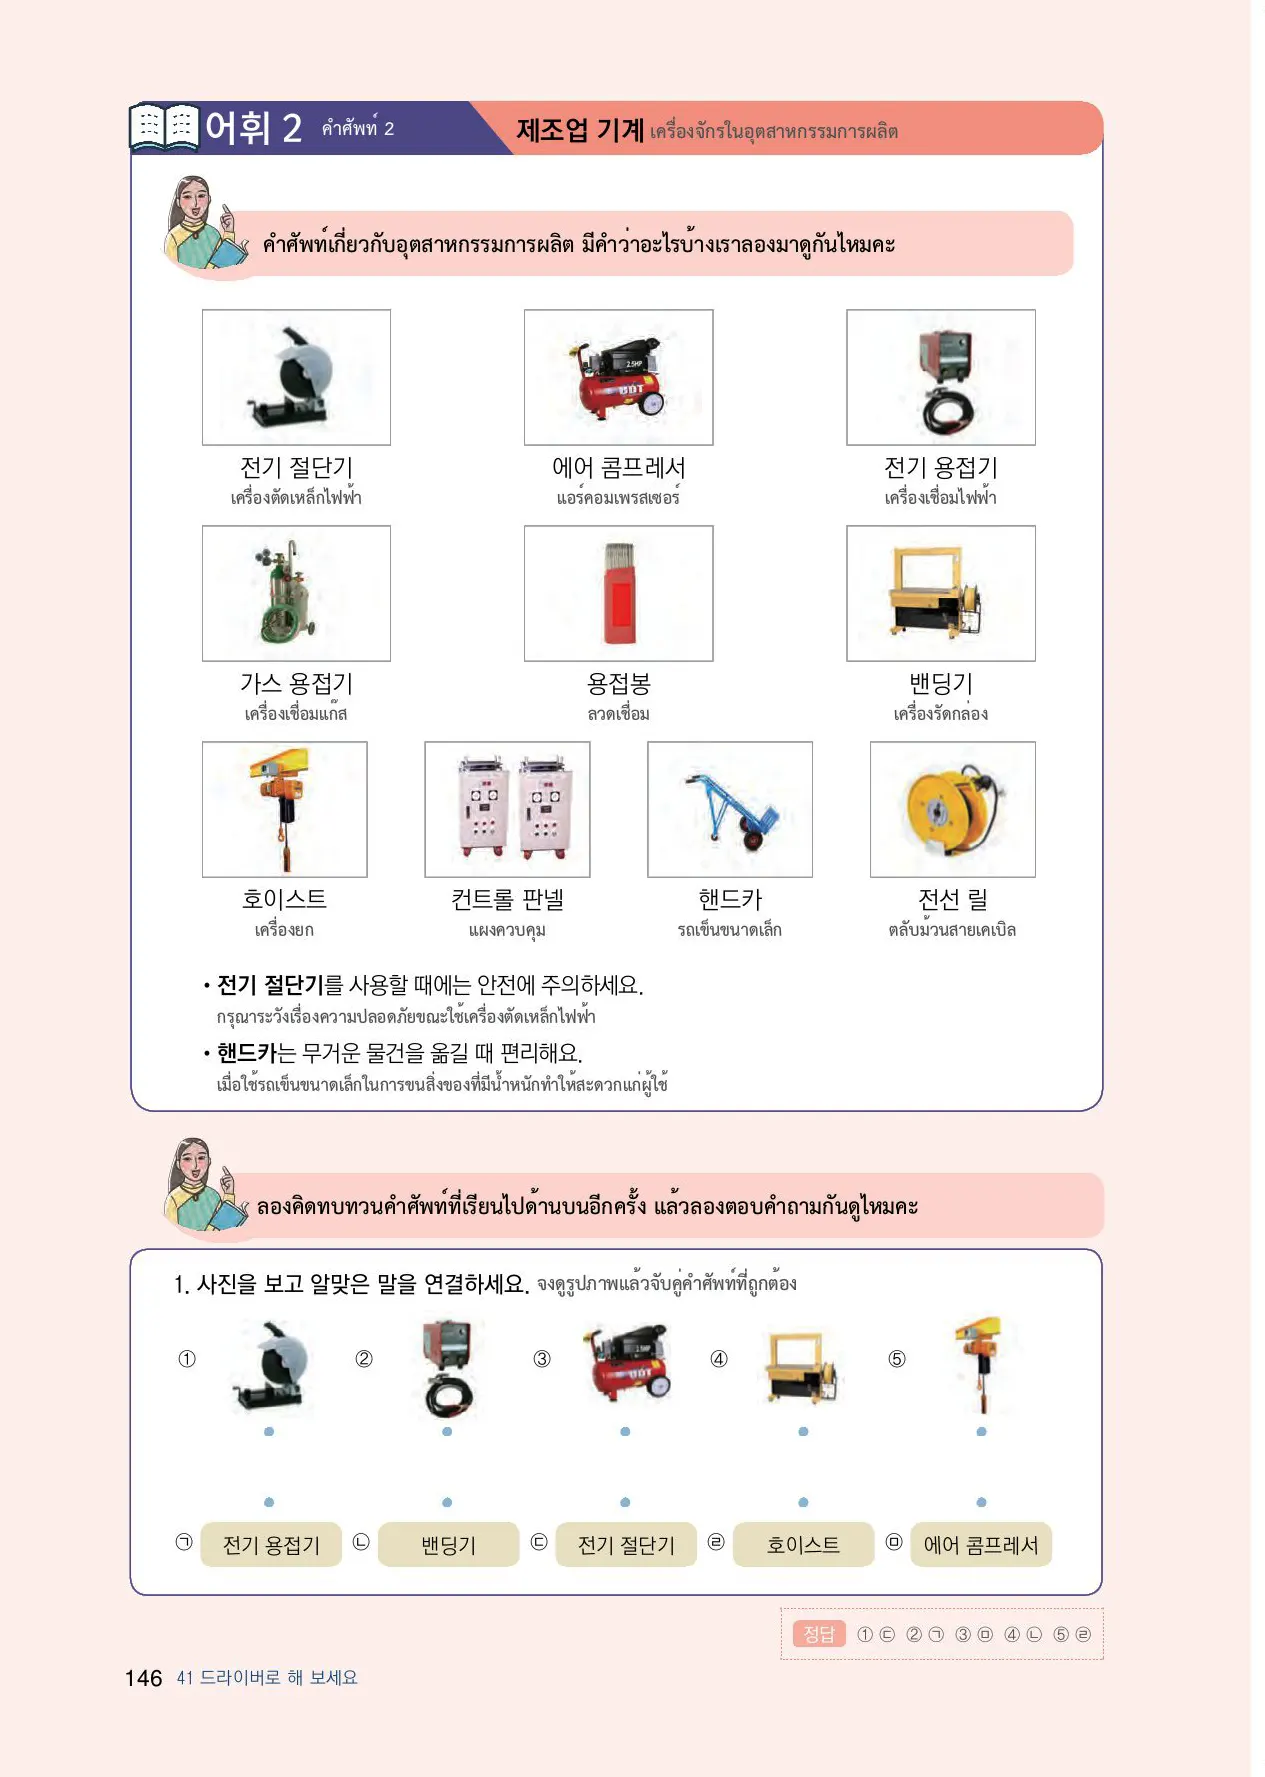 어휘 2 คำศัพท์ 2 제조업 기계 เครื่องจักรในอุตสาหกรรมการผลิต
คำศัพท์เกี่ยวกับอุตสาหกรรมการผลิต มีคำว่าอะไรบ้างเราลองมาดูกันไหมคะ
2.5HP
UDT
전기 절단기 에어 콤프레서 전기 용접기
เครื่องตัดเหล็กไฟฟ้า แอร์คอมเพรสเซอร์ เครื่องเชื่อมไฟฟ้า
가스 용접기 용접봉 밴딩기
เครื่องเชื่อมแก๊ส ลวดเชื่อม เครื่องรัดกล่อง
호이스트 컨트롤 판넬 핸드카 전선 릴
เครื่องยก แผงควบคุม รถเข็นขนาดเล็ก ตลับม้วนสายเคเบิล
• 전기 절단기를 사용할 때에는 안전에 주의하세요.
กรุณาระวังเรื่องความปลอดภัยขณะใช้เครื่องตัดเหล็กไฟฟ้า
• 핸드카는 무거운 물건을 옮길 때 편리해요.
เมื่อใช้รถเข็นขนาดเล็กในการขนสิ่งของที่มีน้ำหนักทำให้สะดวกแก่ผู้ใช้
ลองคิดทบทวนคำศัพท์ที่เรียนไปด้านบนอีกครั้ง แล้วลองตอบคำถามกันดูไหมคะ
1. 사진을 보고 알맞은 말을 연결하세요. จงดูรูปภาพแล้วจับคู่คำศัพท์ที่ถูกต้อง
① ② ③ ④ ⑤
2.5HP
UDT
㉠ 전기 용접기 ㉡ 밴딩기 ㉢ 전기 절단기 ㉣ 호이스트 ㉤ 에어 콤프레서
정답 ① ㉢ ② ㉠ ③ ㉤ ④ ㉡ ⑤ ㉣
146 41 드라이버로 해 보세요